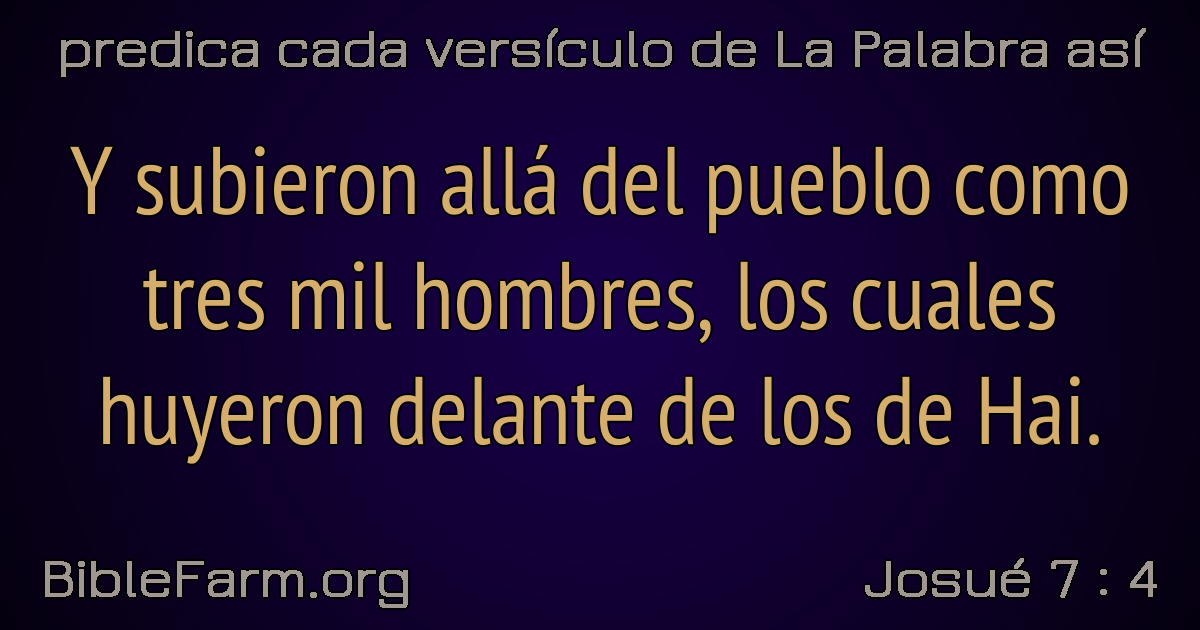 predica cada versículo de La Palabra así
Y subieron allá del pueblo como
tres mil hombres, los cuales
huyeron delante de los de Hai.
BibleFarm.org
Josué 7 : 4